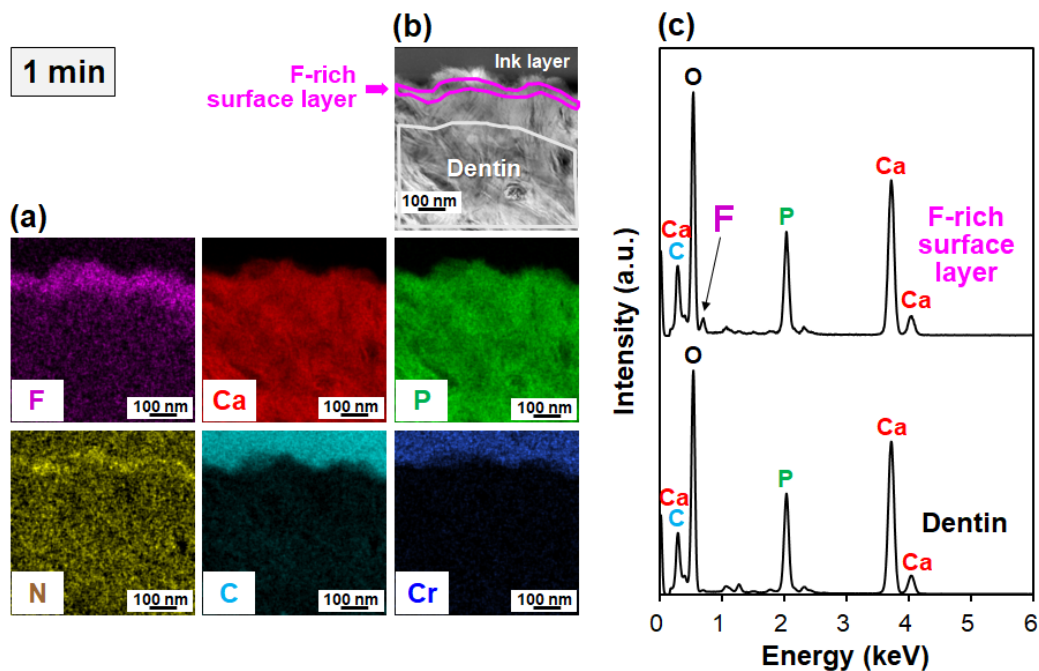 1 min
(b)
Ink layer
F-rich
surface layer
Dentin
100 nm
(a)
F
100 nm
Ca
100 nm
P
100 nm
N
100 nm
C
100 nm
Cr
100 nm
(c)
Intensity (a.u.)
O
Ca
C
F
P
Ca
Ca
F-rich
surface
layer
O
Ca
C
P
Ca
Ca
Dentin
0 1 2 3 4 5 6
Energy (keV)